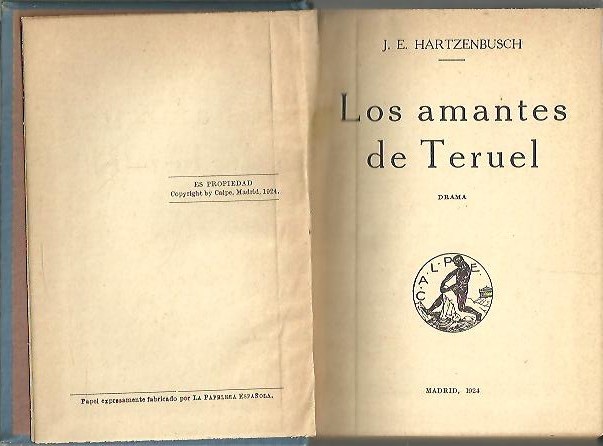 ES PROPIEDAD
Copyright by Calpe, Madrid, 1924.
Papel expresamente fabricado por LA PAPELERA ESPAÑOLA.
J. E. HARTZENBUSCH
Los amantes
de Teruel
DRAMA
C·A·L·P·E·
MADRID, 1924